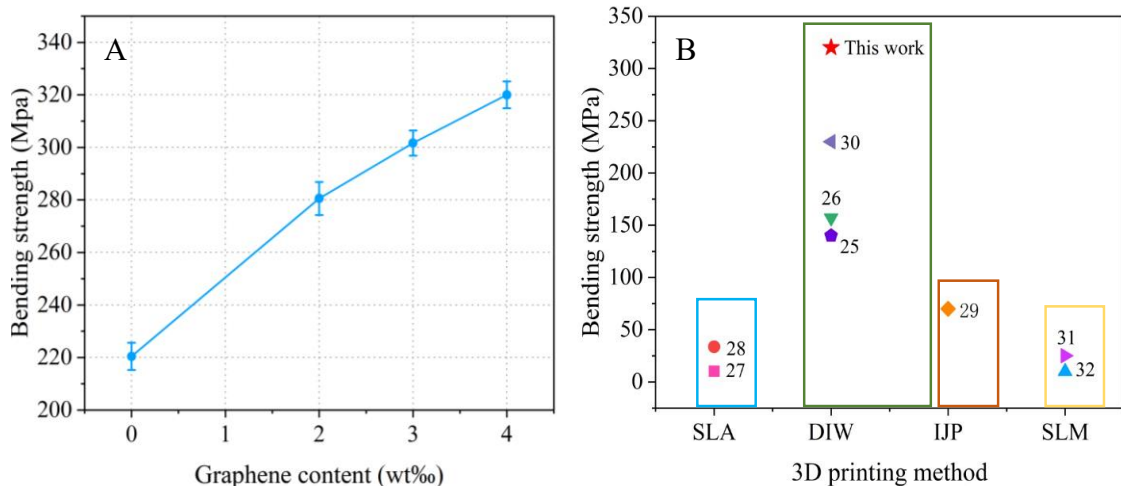 A
Bending strength (Mpa)
340
320
300
280
260
240
220
200
0 1 2 3 4
Graphene content (wt‰)
B
Bending strength (MPa)
350
300
250
200
150
100
50
0
This work
30
26
25
28
27
29
31
32
SLA DIW IJP SLM
3D printing method